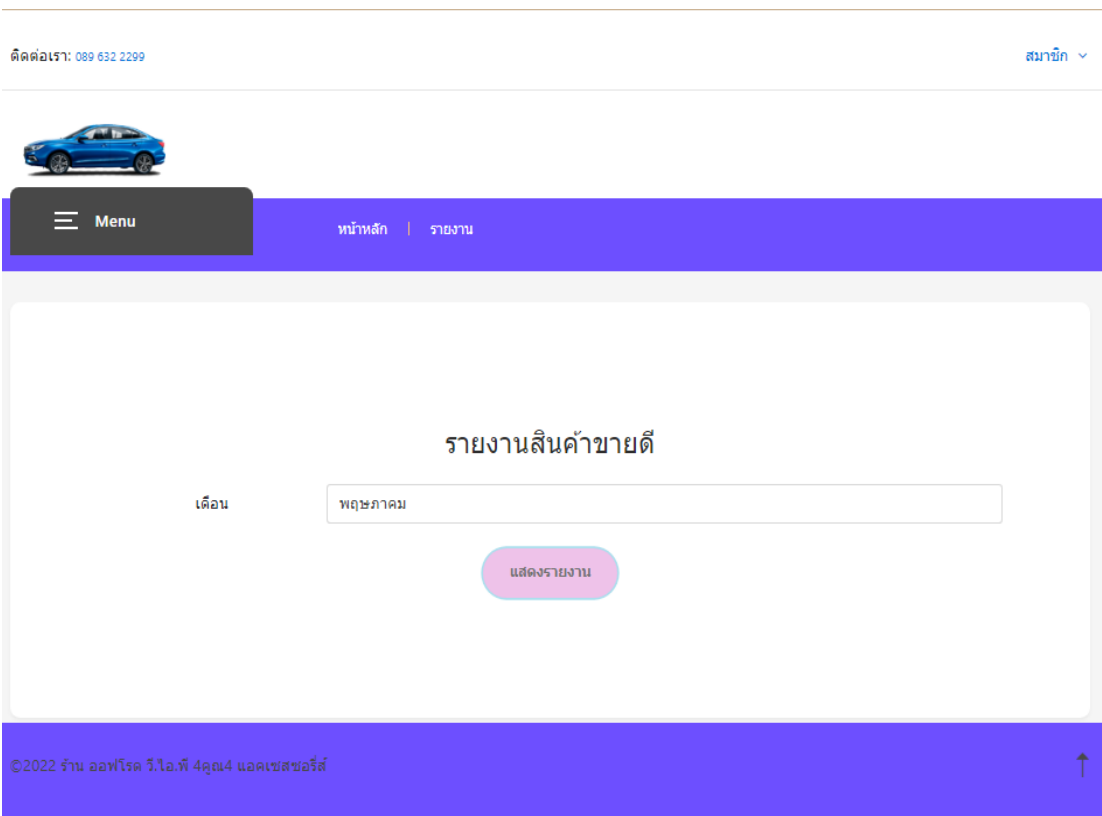 ติดต่อเรา: 089 632 2299
สมาชิก
Menu
หน้าหลัก | รายงาน
รายงานสินค้าขายดี
เดือน พฤษภาคม
แสดงรายงาน
©2022 ร้าน ออฟโรด วี.ไอ.พี 4คูณ4 แอคเซสซอรี่ส์